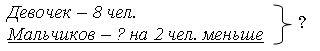 Девочек – 8 чел.
Мальчиков – ? на 2 чел. меньше
?